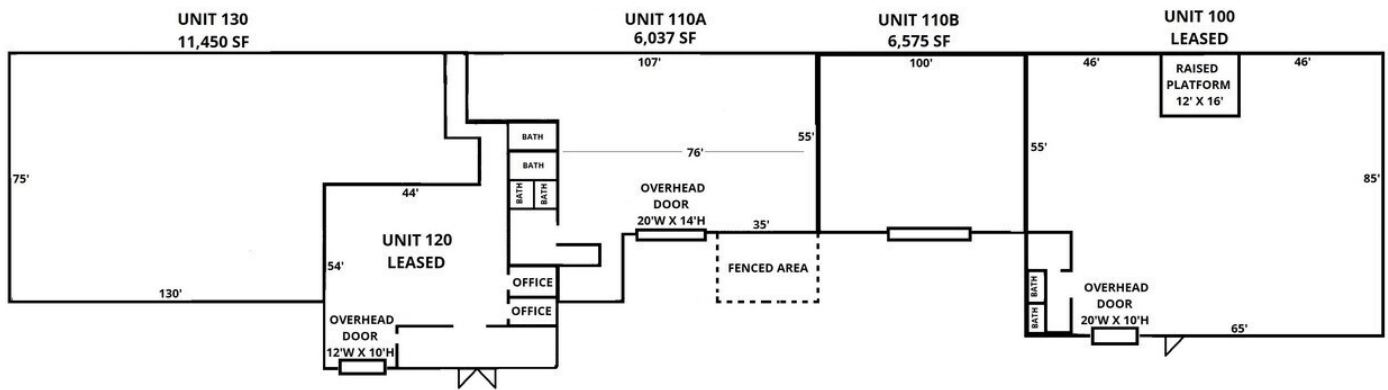 UNIT 130
11,450 SF
UNIT 110A
6,037 SF
UNIT 110B
6,575 SF
UNIT 100
LEASED
107'
100'
46'
46'
RAISED
PLATFORM
12' X 16'
75'
BATH
BATH
BATH
BATH
76'
55'
55'
85'
44'
OVERHEAD
DOOR
20'W X 14'H
35'
UNIT 120
LEASED
54'
FENCED AREA
OFFICE
OFFICE
130'
OVERHEAD
DOOR
12'W X 10'H
BATH
BATH
OVERHEAD
DOOR
20'W X 10'H
65'